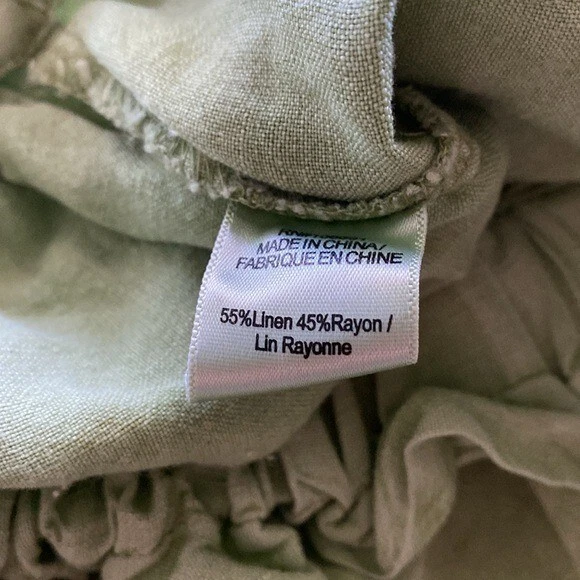 MADE IN CHINA/
FABRIQUE EN CHINE
55%Linen 45%Rayon /
Lin Rayonne